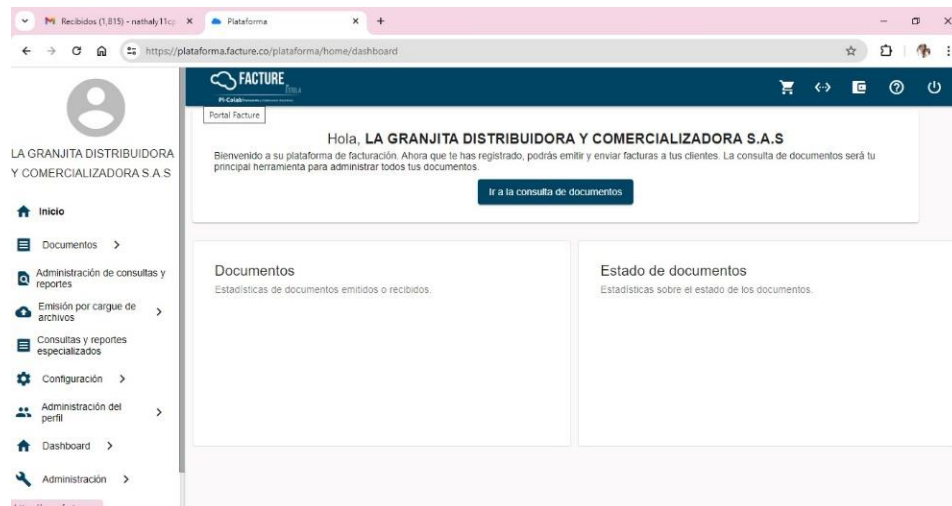 Recibidos (1,815) - nathaly11c
Plataforma
https://plataforma.facture.co/plataforma/home/dashboard
FACTURE
PI-Colab
Portal Facture
LA GRANJITA DISTRIBUIDORA
Y COMERCIALIZADORA S.A.S
Inicio
Documentos
Administración de consultas y
reportes
Emisión por cargue de
archivos
Consultas y reportes
especializados
Configuración
Administración del
perfil
Dashboard
Administración
Hola, LA GRANJITA DISTRIBUIDORA Y COMERCIALIZADORA S.A.S
Bienvenido a su plataforma de facturación. Ahora que te has registrado, podrás emitir y enviar facturas a tus clientes. La consulta de documentos será tu
principal herramienta para administrar todos tus documentos.
Ir a la consulta de documentos
Documentos
Estadísticas de documentos emitidos o recibidos.
Estado de documentos
Estadísticas sobre el estado de los documentos.